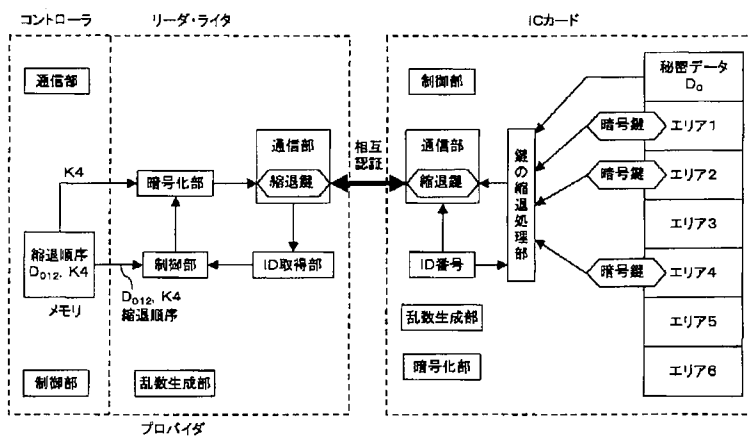 コントローラ
リーダ・ライタ
ICカード
通信部
K4
縮退順序
D012, K4
メモリ
制御部
暗号化部
制御部
D012, K4
縮退順序
乱数生成部
通信部
縮退鍵
ID取得部
プロバイダ
相互
認証
制御部
通信部
縮退鍵
ID番号
乱数生成部
暗号化部
鍵の縮退処理部
暗号鍵
暗号鍵
暗号鍵
秘密データ
D0
エリア1
エリア2
エリア3
エリア4
エリア5
エリア6